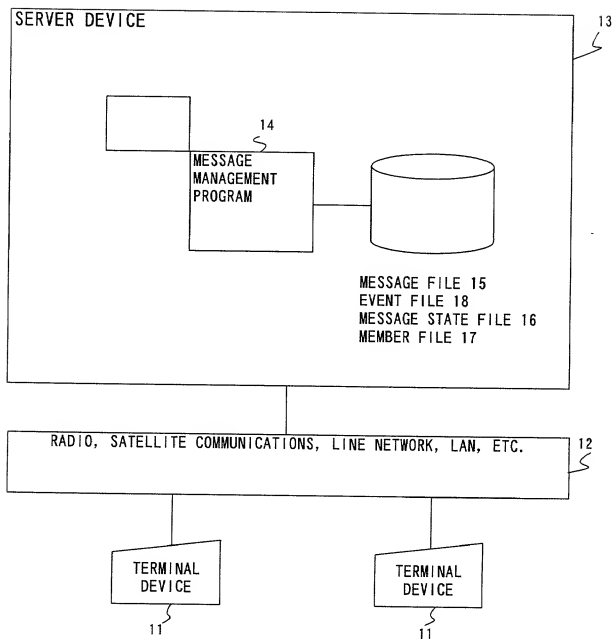 SERVER DEVICE
13
14
MESSAGE
MANAGEMENT
PROGRAM
MESSAGE FILE 15
EVENT FILE 18
MESSAGE STATE FILE 16
MEMBER FILE 17
RADIO, SATELLITE COMMUNICATIONS, LINE NETWORK, LAN, ETC.
12
TERMINAL
DEVICE
11
TERMINAL
DEVICE
11